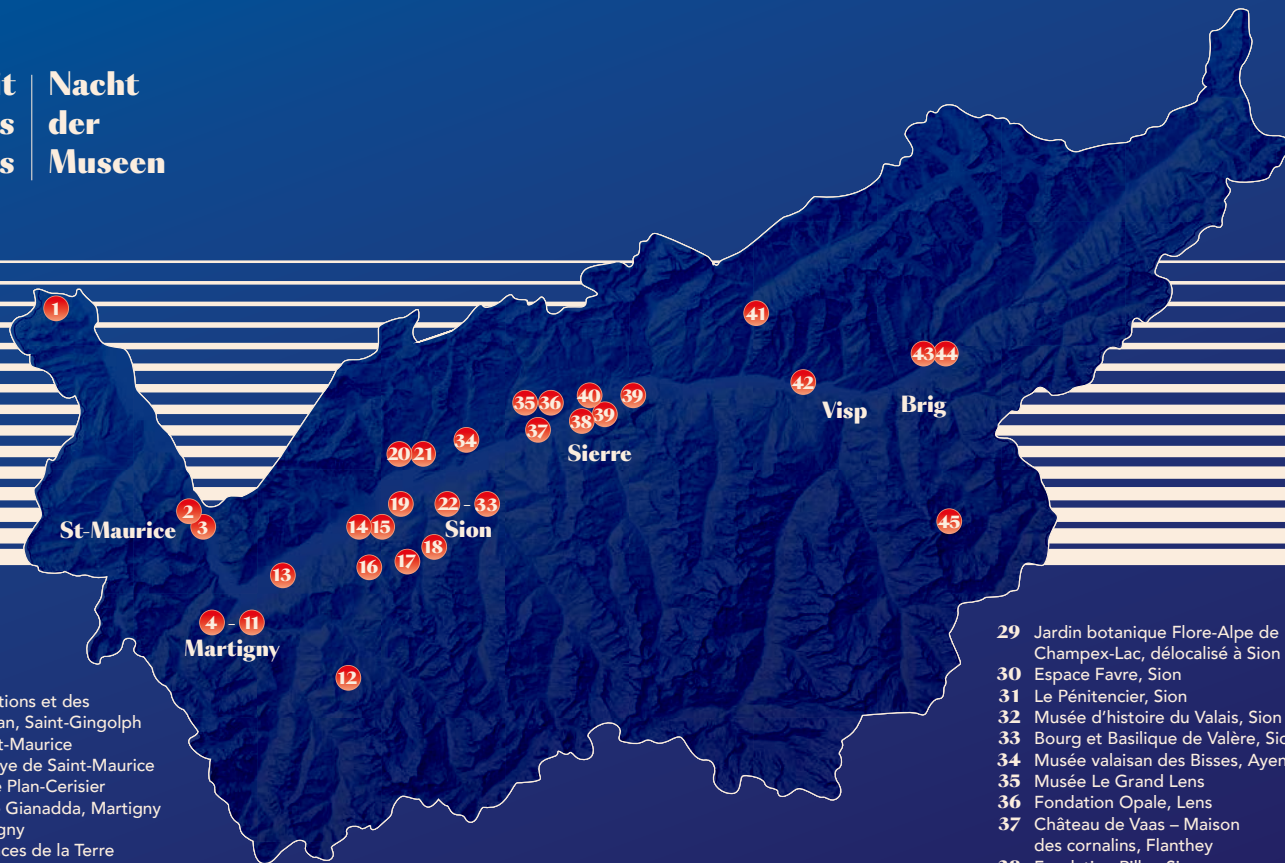 Nacht
der
Museen
1
41
43 44
42
Visp
Brig
35 36 40 39
38 39
37
Sierre
34
20 21
19
22 - 33
Sion
2
3
St-Maurice
14 15
18
17
16
13
45
4 - 11
Martigny
12
tions et des
an, Saint-Gingolph
t-Maurice
ye de Saint-Maurice
e Plan-Cerisier
Gianadda, Martigny
gny
ces de la Terre
29 Jardin botanique Flore-Alpe de
Champex-Lac, délocalisé à Sion
30 Espace Favre, Sion
31 Le Pénitencier, Sion
32 Musée d'histoire du Valais, Sion
33 Bourg et Basilique de Valère, Sio
34 Musée valaisan des Bisses, Ayen
35 Musée Le Grand Lens
36 Fondation Opale, Lens
37 Château de Vaas – Maison
des cornalins, Flanthey